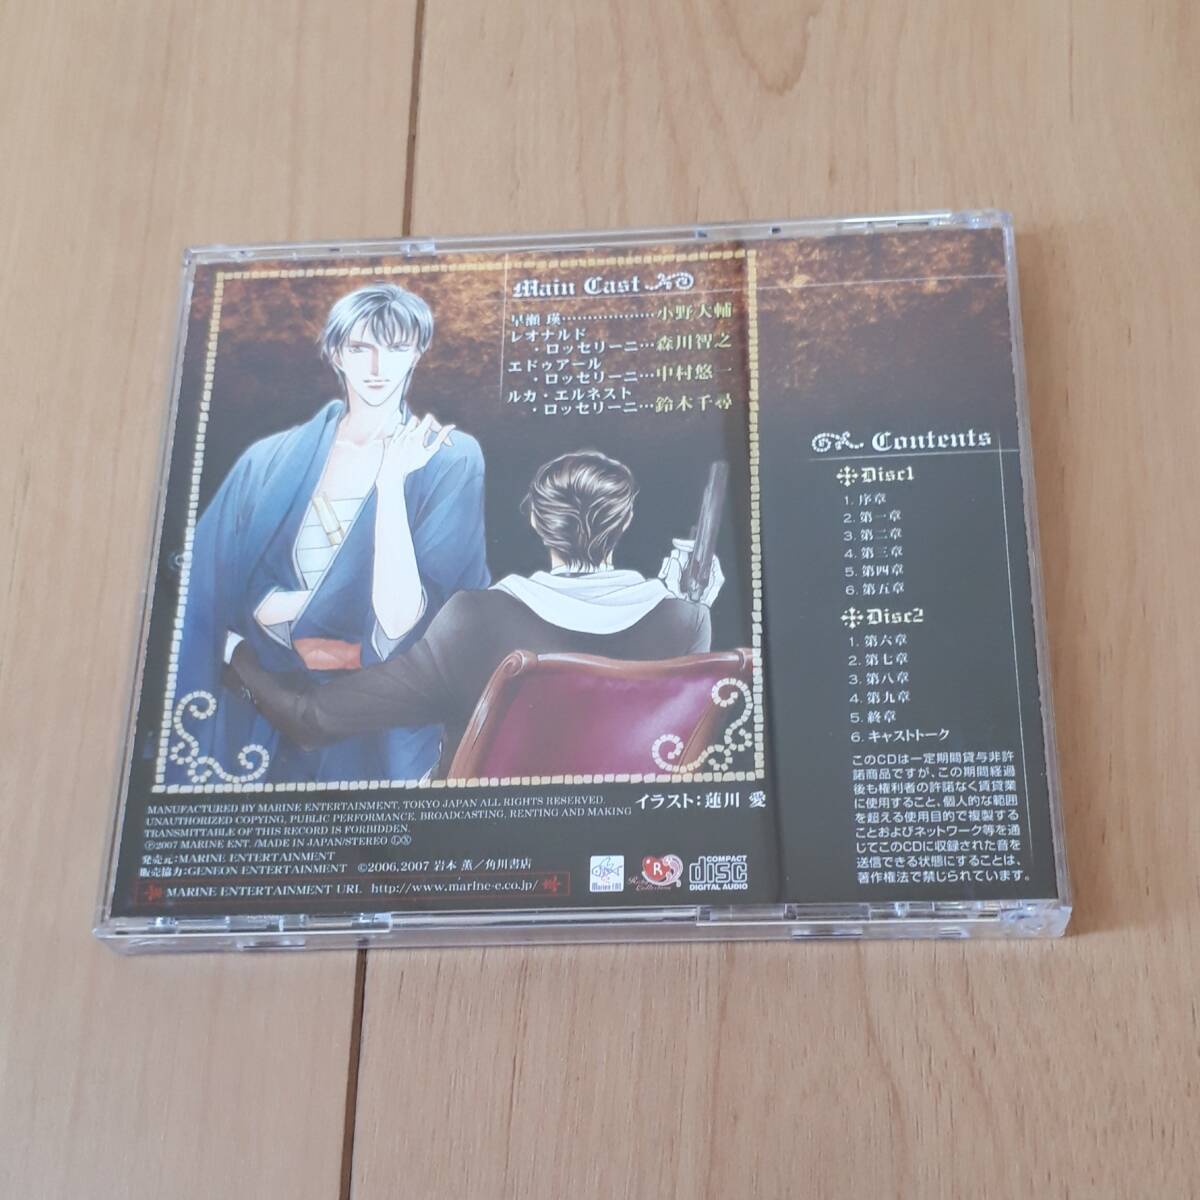 Main Cast
早瀬 瑛………………小野大輔
レオナルド
・ロッセリーニ…森川智之
エドゥアール
・ロッセリーニ…中村悠一
ルカ・エルネスト
・ロッセリーニ…鈴木千尋
Contents
Disc1
1. 序章
2. 第一章
3. 第二章
4. 第三章
5. 第四章
6. 第五章
Disc2
1. 第六章
2. 第七章
3. 第八章
4. 第九章
5. 終章
6. キャストトーク
このCDは一定期間貸与非許
諾商品ですが、この期間経過
後も権利者の許諾なく賃貸業
に使用すること、個人的な範囲
を超える使用目的で複製する
ことおよびネットワーク等を通
じてこのCDに収録された音を
送信できる状態にすることは、
著作権法で禁じられています。
イラスト：蓮川 愛
MANUFACTURED BY MARINE ENTERTAINMENT, TOKYO JAPAN ALL RIGHTS RESERVED.
UNAUTHORIZED COPYING, PUBLIC PERFORMANCE, BROADCASTING, RENTING AND MAKING
TRANSMITTABLE OF THIS RECORD IS FORBIDDEN.
Ⓟ2007 MARINE ENT. /MADE IN JAPAN/STEREO
発売元：MARINE ENTERTAINMENT
販売協力：GENEON ENTERTAINMENT ©2006,2007 岩本 薫／角川書店
MARINE ENTERTAINMENT URL http://www.marine-e.co.jp/
Marine ENT
R
COMPACT
disc
DIGITAL AUDIO